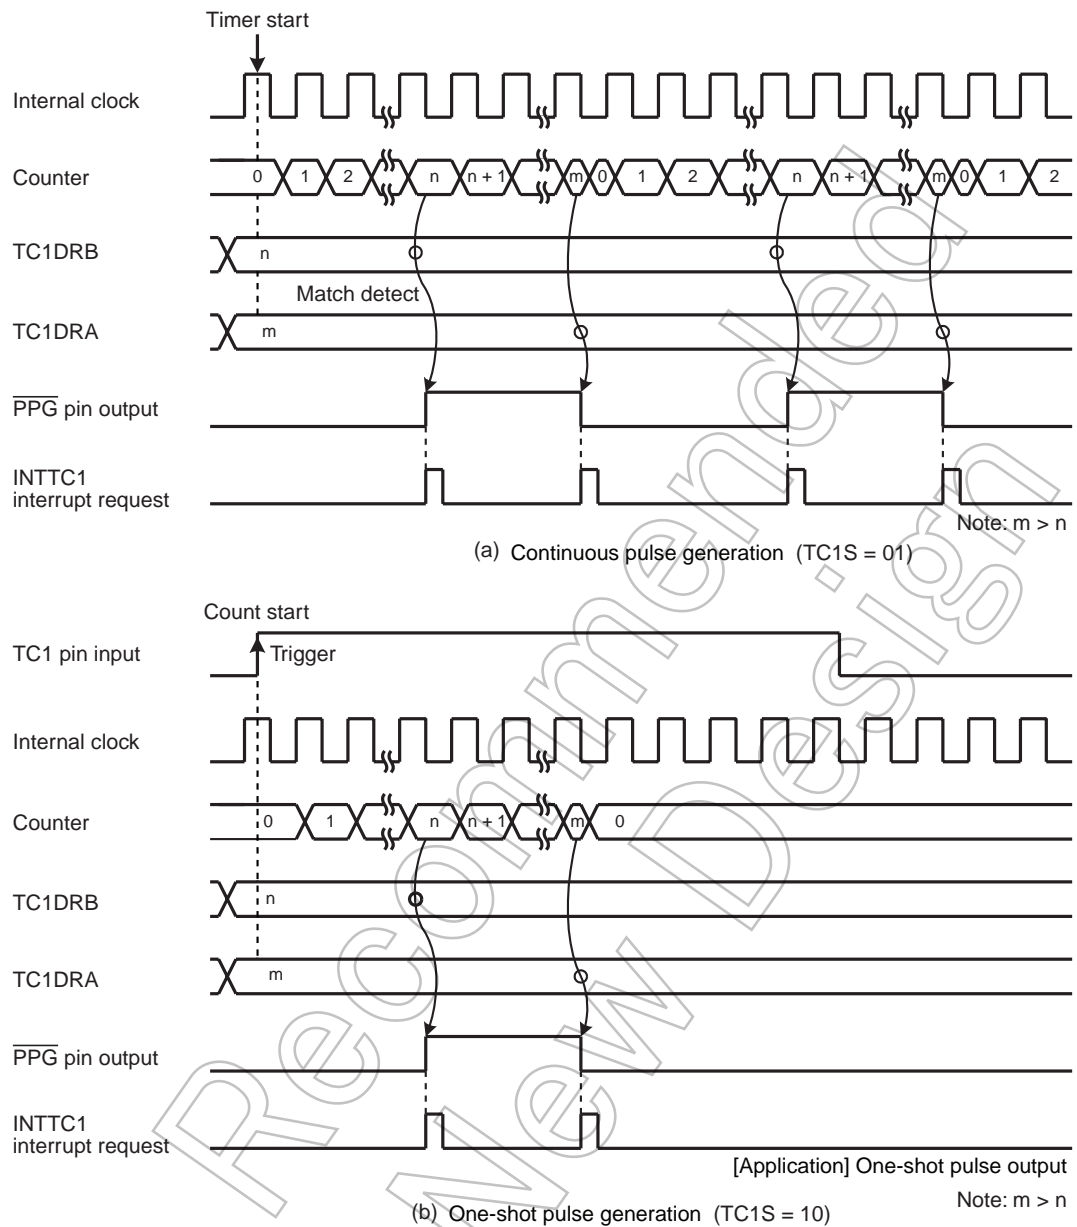 Timer start
Internal clock
Counter 0 1 2 n n + 1 m 0 1 2 n n + 1 m 0 1 2
TC1DRB n
Match detect
TC1DRA m
PPG pin output
INTTC1
interrupt request
Note: m > n
(a) Continuous pulse generation (TC1S = 01)
Count start
TC1 pin input Trigger
Internal clock
Counter 0 1 n n + 1 m 0
TC1DRB n
TC1DRA m
PPG pin output
INTTC1
interrupt request
[Application] One-shot pulse output
Note: m > n
(b) One-shot pulse generation (TC1S = 10)
Recommended
New Design